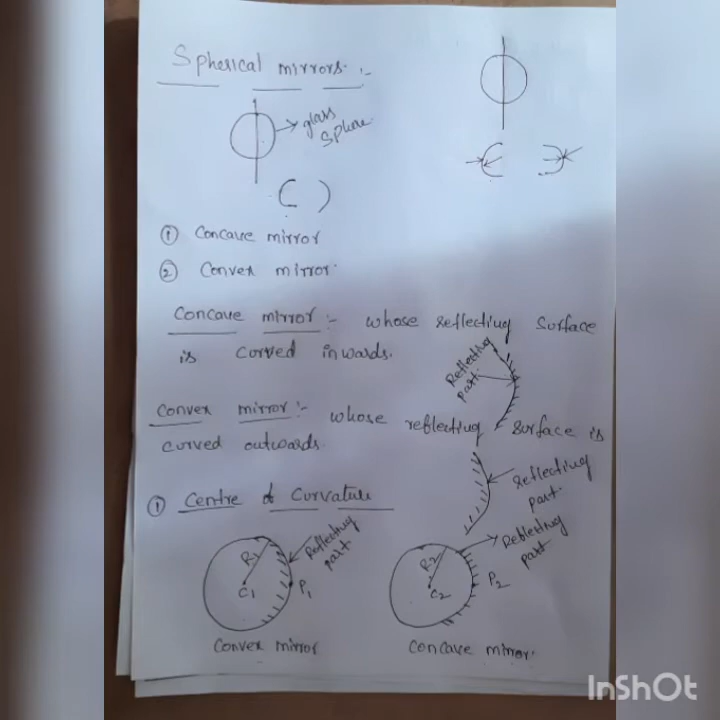 Spherical mirrors :-
glass
sphere.
① Concave mirror
② Convex mirror.
Concave mirror :- whose reflecting surface
is curved inwards.
Reflecting
part.
Convex mirror :- whose reflecting surface is
curved outwards.
reflecting
part.
① Centre of Curvature
Reflecting
part
R1
C1
P1
Convex mirror
Reflecting
part
R2
C2
P2
Concave mirror.
InShOt